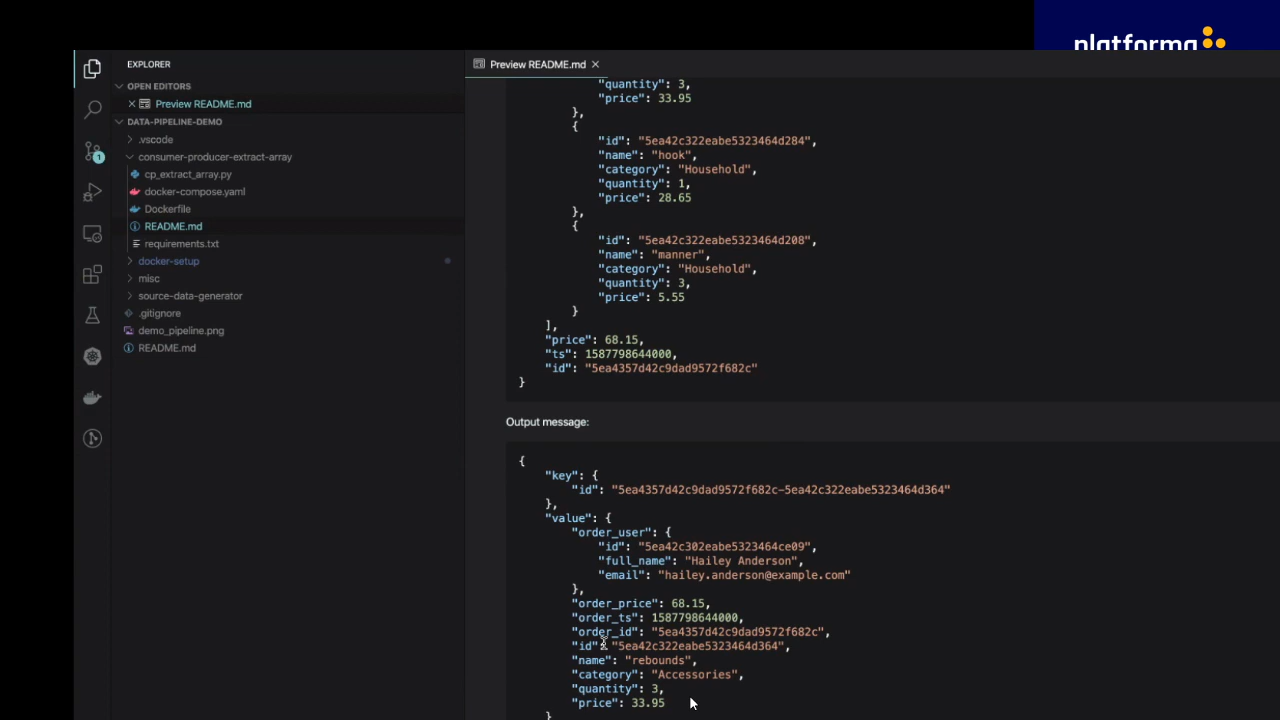 platforma
EXPLORER
OPEN EDITORS
Preview README.md
DATA-PIPELINE-DEMO
.vscode
consumer-producer-extract-array
cp_extract_array.py
docker-compose.yaml
Dockerfile
README.md
requirements.txt
docker-setup
misc
source-data-generator
.gitignore
demo_pipeline.png
README.md
1
Preview README.md
"quantity": 3,
"price": 33.95
},
{
"id": "5ea42c322eabe5323464d284",
"name": "hook",
"category": "Household",
"quantity": 1,
"price": 28.65
},
{
"id": "5ea42c322eabe5323464d208",
"name": "manner",
"category": "Household",
"quantity": 3,
"price": 5.55
}
],
"price": 68.15,
"ts": 1587798644000,
"id": "5ea4357d42c9dad9572f682c"
}
Output message:
{
"key": {
"id": "5ea4357d42c9dad9572f682c-5ea42c322eabe5323464d364"
},
"value": {
"order_user": {
"id": "5ea42c302eabe5323464ce09",
"full_name": "Hailey Anderson",
"email": "hailey.anderson@example.com"
},
"order_price": 68.15,
"order_ts": 1587798644000,
"order_id": "5ea4357d42c9dad9572f682c",
"id": "5ea42c322eabe5323464d364",
"name": "rebounds",
"category": "Accessories",
"quantity": 3,
"price": 33.95
}